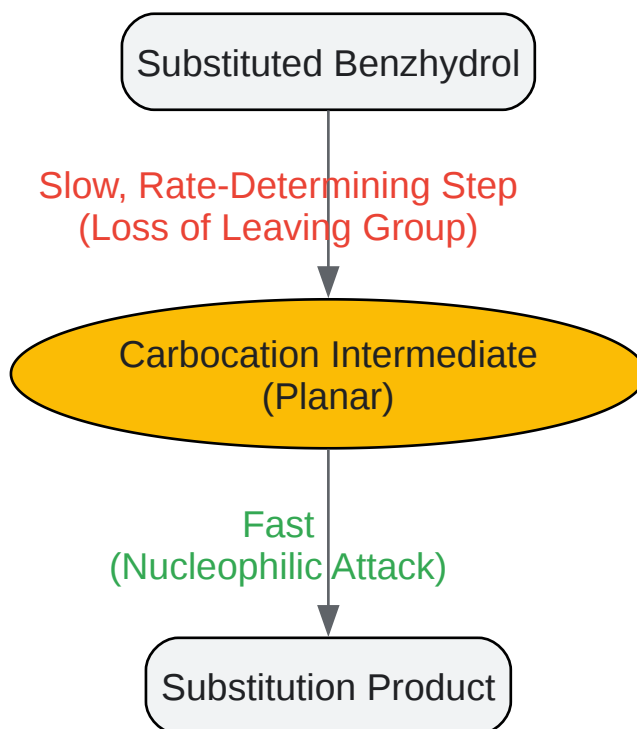 Substituted Benzhydrol
Slow, Rate-Determining Step
(Loss of Leaving Group)
Carbocation Intermediate
(Planar)
Fast
(Nucleophilic Attack)
Substitution Product